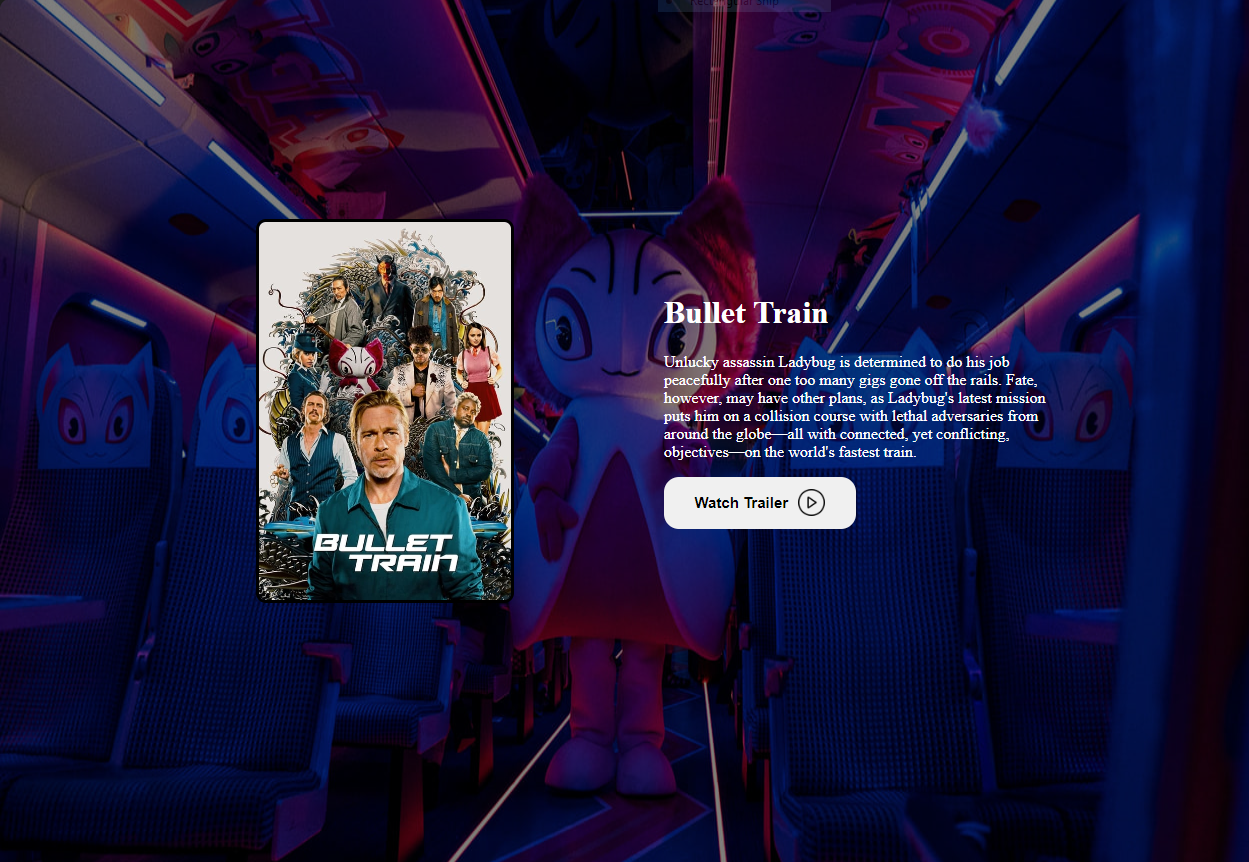 Rectangular Snip
Bullet Train
Unlucky assassin Ladybug is determined to do his job
peacefully after one too many gigs gone off the rails. Fate,
however, may have other plans, as Ladybug's latest mission
puts him on a collision course with lethal adversaries from
around the globe—all with connected, yet conflicting,
objectives—on the world's fastest train.
Watch Trailer
BULLET
TRAIN